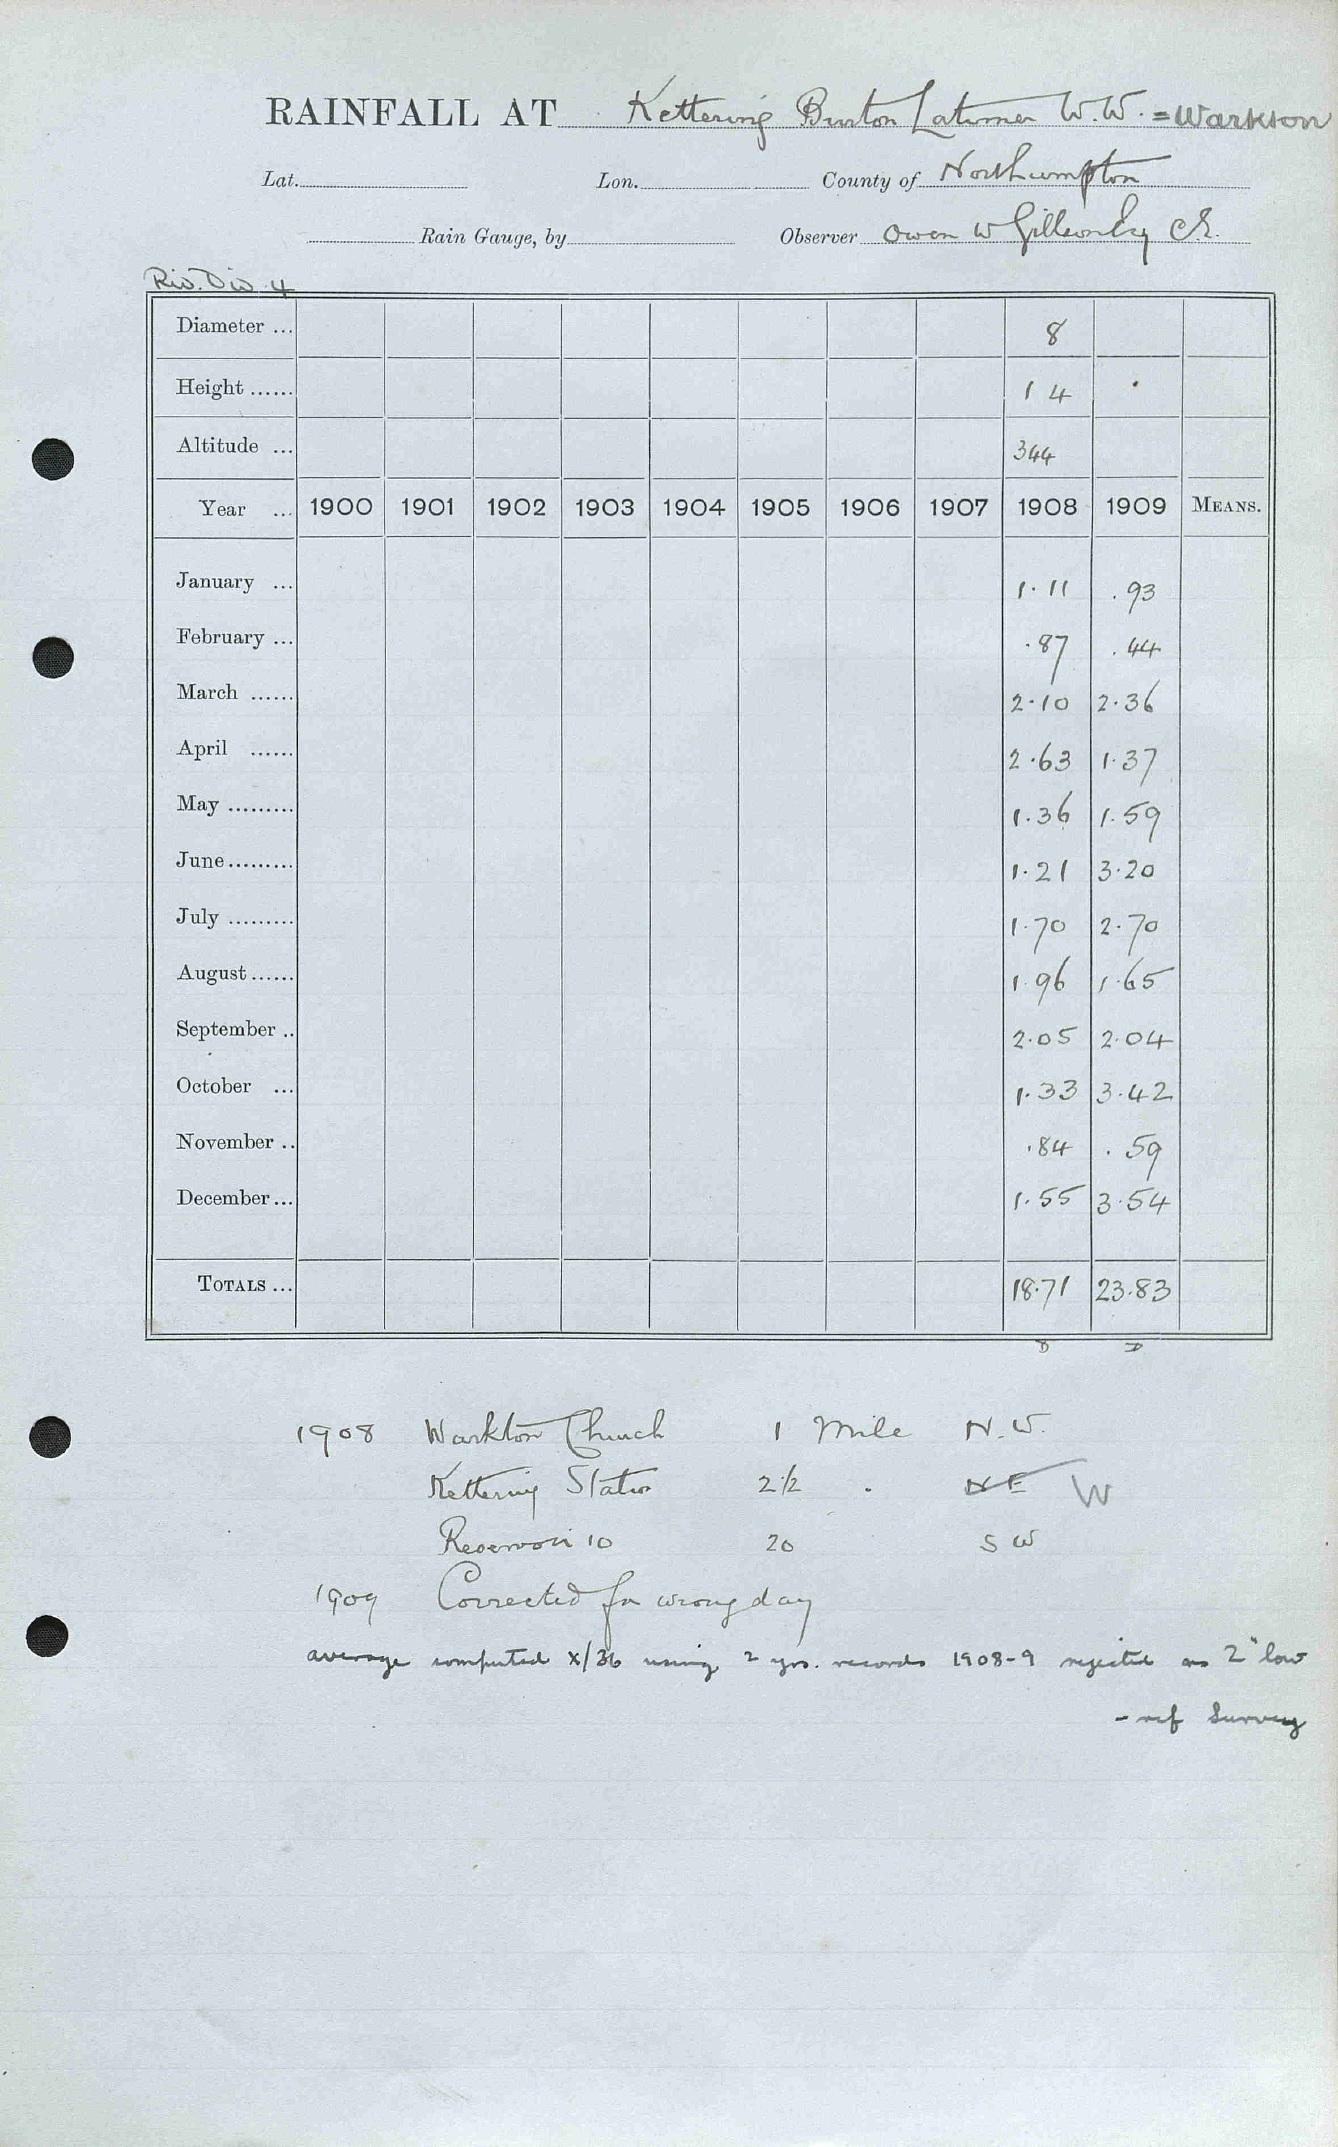 RAINFALL AT Kettering Burton Latimer W.W. = Warkton
Lat. Lon. County of Northampton
Rain Gauge, by Observer Owen W C.E.
Riv. Div. 4
Diameter ... 8
Height ...... 1 4 .
Altitude ... 344
Year ... 1900 1901 1902 1903 1904 1905 1906 1907 1908 1909 MEANS.
January ... 1.11 .93
February ... .87 .44
March ...... 2.10 2.36
April ...... 2.63 1.37
May ......... 1.36 1.59
June ......... 1.21 3.20
July ......... 1.70 2.70
August ...... 1.96 1.65
September .. 2.05 2.04
October ... 1.33 3.42
November .. .84 .59
December ... 1.55 3.54
TOTALS ... 18.71 23.83
D D
1908 Warkton Church 1 Mile N.W.
Kettering Station 2 1/2 . NE W
Reservoir 10 20 S W
1909 Corrected for wrong day
average computed X/36 using 2 yrs. records 1908-9 rejected as 2" low
- ref Survey